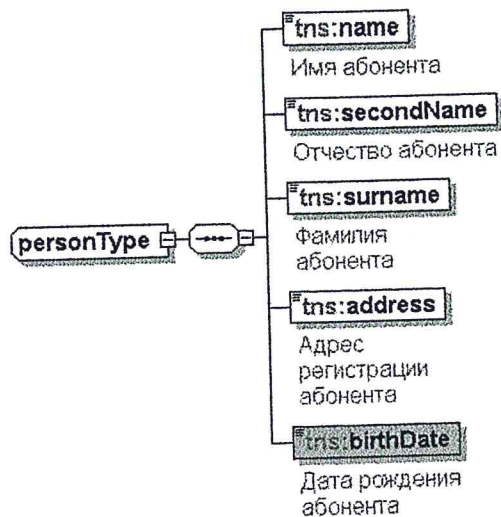 tns:name
Имя абонента
tns:secondName
Отчество абонента
tns:surname
Фамилия
абонента
personType
tns:address
Адрес
регистрации
абонента
tns:birthDate
Дата рождения
абонента